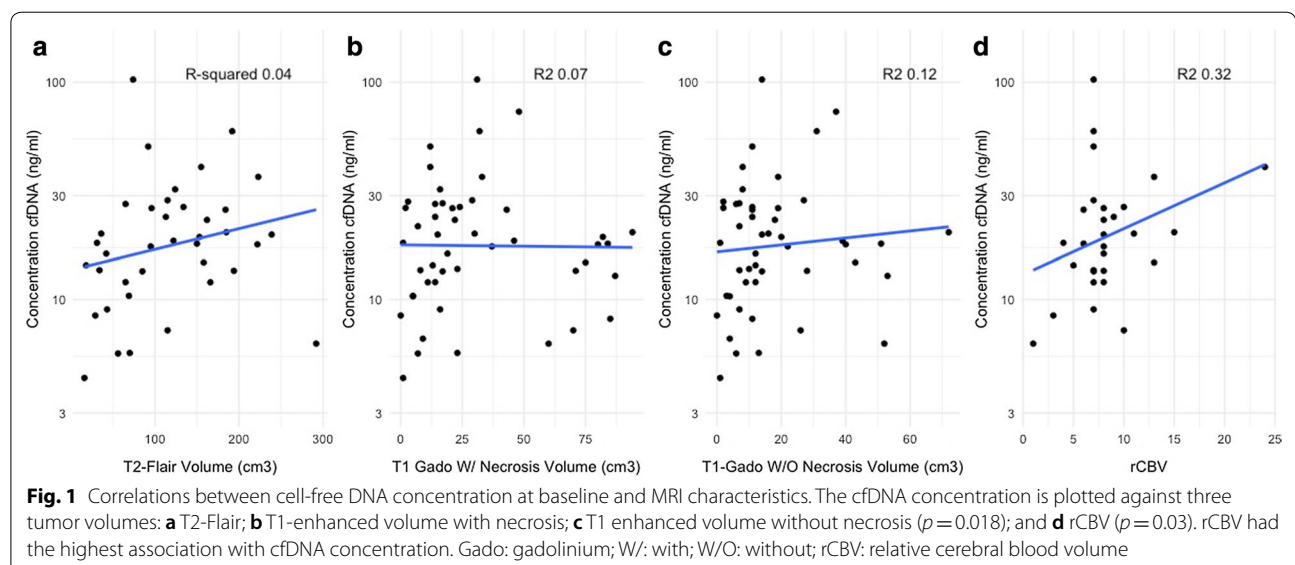 a
R-squared 0.04
100
30
10
3
Concentration cfDNA (ng/ml)
100
200
300
T2-Flair Volume (cm3)
b
R2 0.07
100
30
10
3
Concentration cfDNA (ng/ml)
0
25
50
75
T1 Gado W/ Necrosis Volume (cm3)
c
R2 0.12
100
30
10
3
Concentration cfDNA (ng/ml)
0
20
40
60
T1-Gado W/O Necrosis Volume (cm3)
d
R2 0.32
100
30
10
3
Concentration cfDNA (ng/ml)
0
5
10
15
20
25
rCBV
Fig. 1 Correlations between cell-free DNA concentration at baseline and MRI characteristics. The cfDNA concentration is plotted against three
tumor volumes: a T2-Flair; b T1-enhanced volume with necrosis; c T1 enhanced volume without necrosis (p = 0.018); and d rCBV (p = 0.03). rCBV had
the highest association with cfDNA concentration. Gado: gadolinium; W/: with; W/O: without; rCBV: relative cerebral blood volume